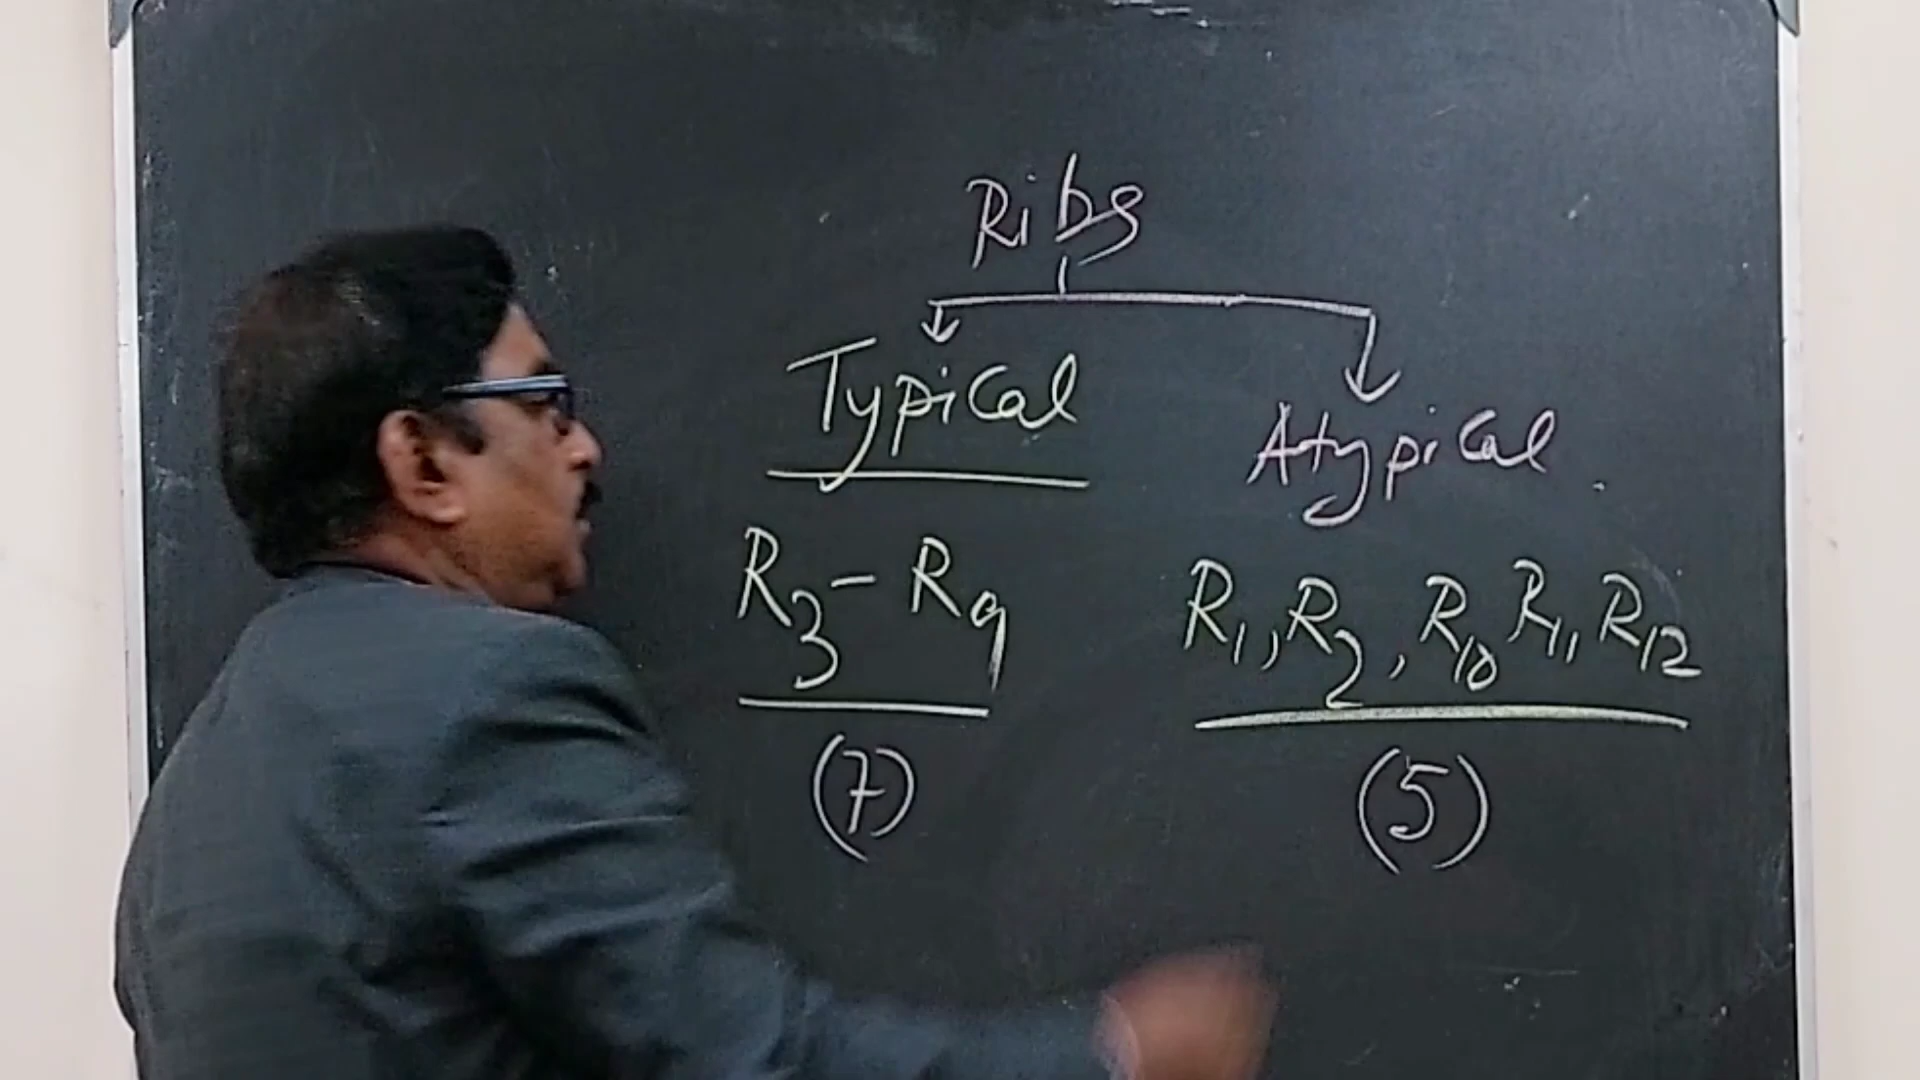 Ribs
Typical
Atypical
R3 - R9
R1, R2, R10 R11 R12
(7)
(5)